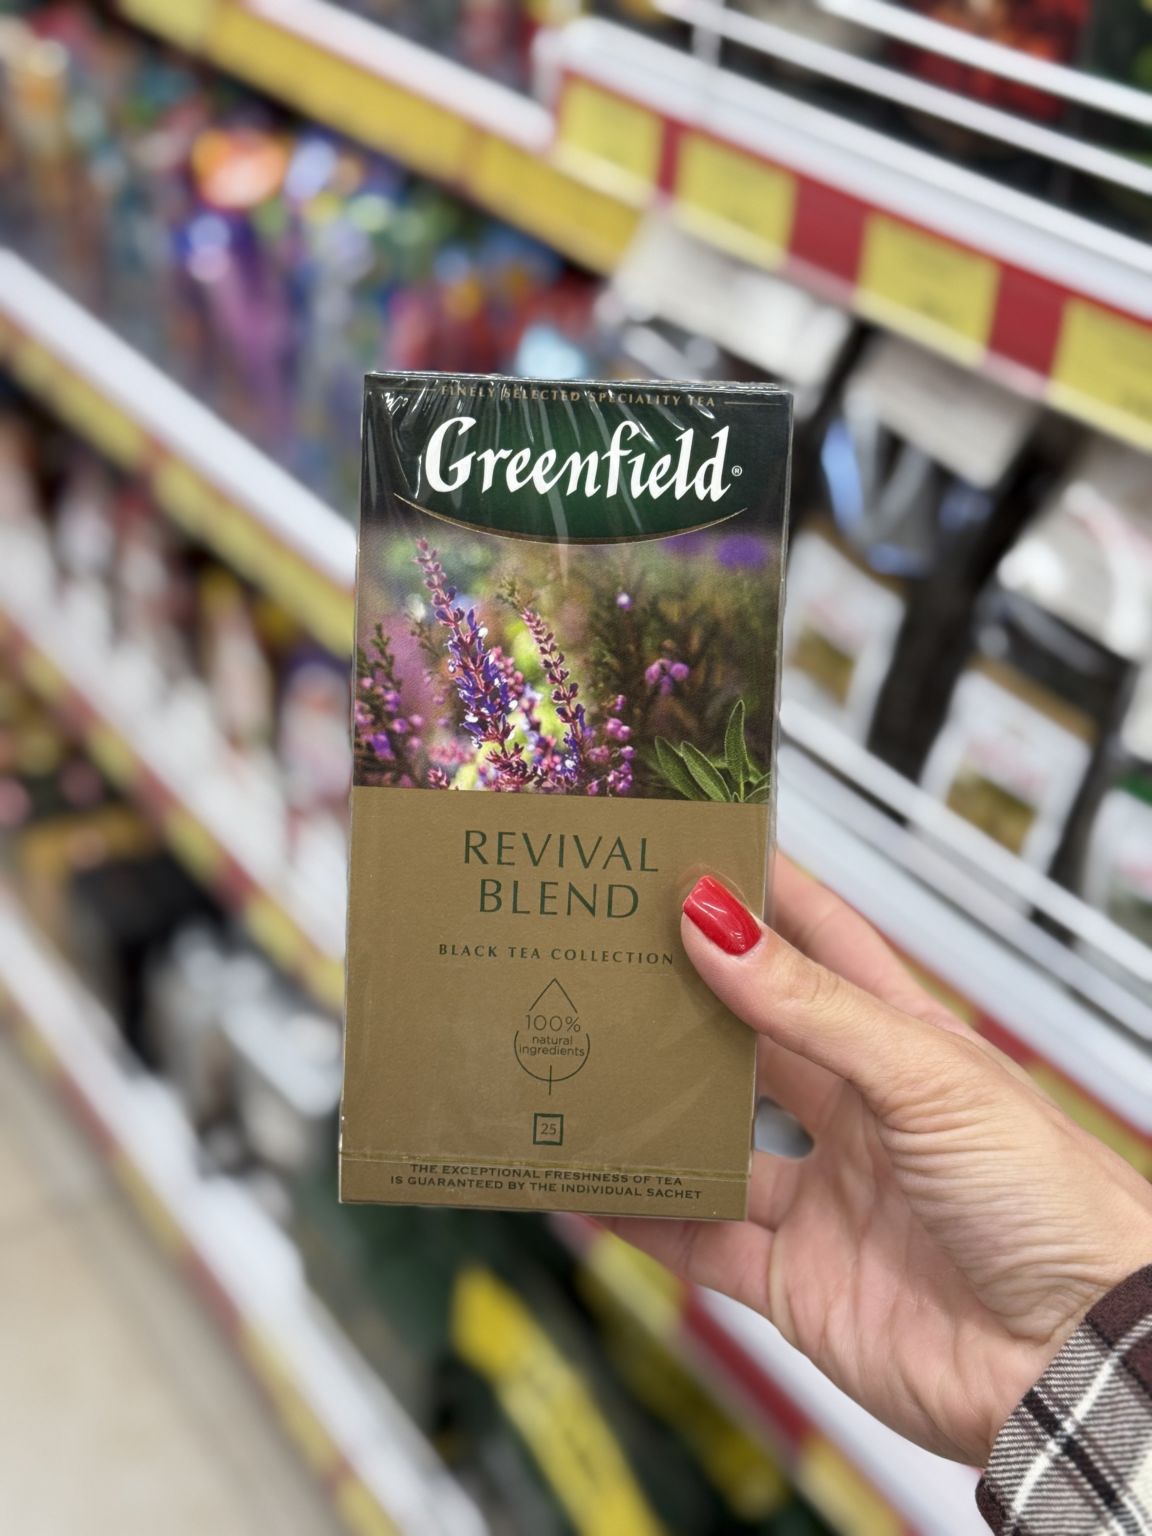 FINELY SELECTED SPECIALITY TEA
Greenfield®
REVIVAL
BLEND
BLACK TEA COLLECTION
100%
natural
ingredients
25
THE EXCEPTIONAL FRESHNESS OF TEA
IS GUARANTEED BY THE INDIVIDUAL SACHET